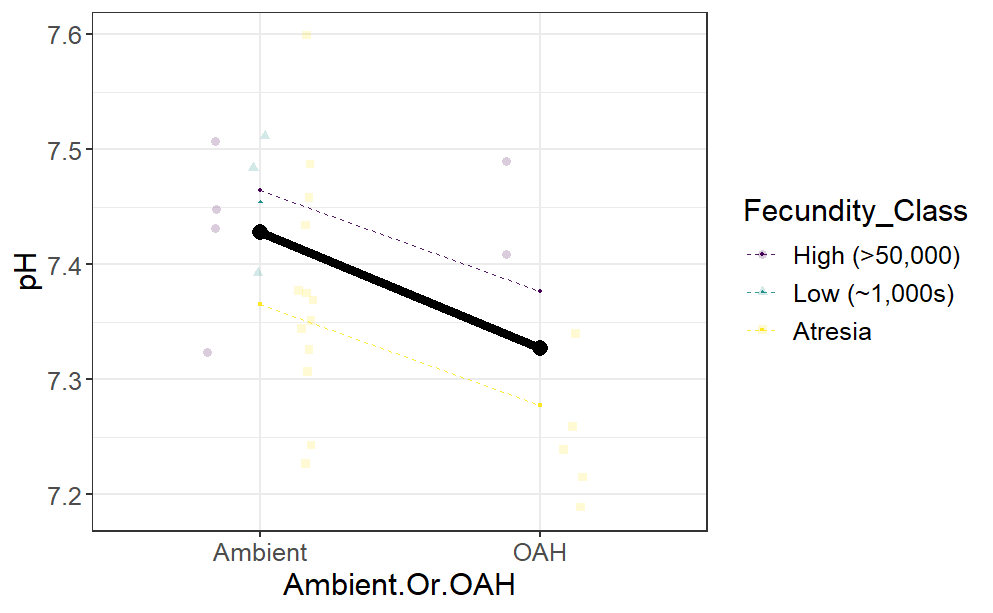 7.6
7.5
7.4
7.3
7.2
pH
Ambient
OAH
Ambient.Or.OAH
Fecundity_Class
High (>50,000)
Low (~1,000s)
Atresia